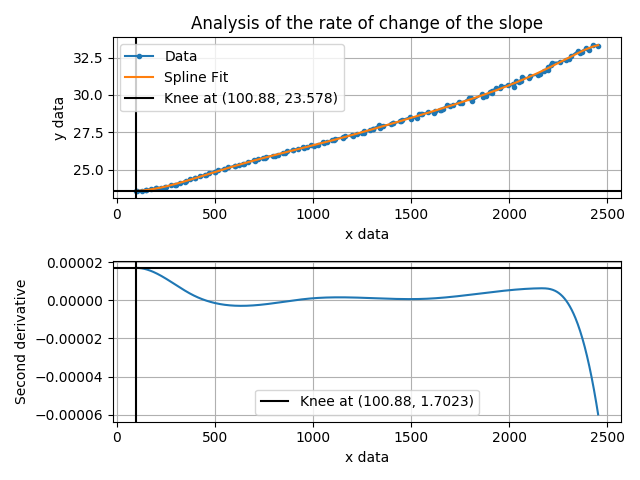 Analysis of the rate of change of the slope
32.5
30.0
27.5
25.0
y data
Data
Spline Fit
Knee at (100.88, 23.578)
0 500 1000 1500 2000 2500
x data
0.00002
0.00000
−0.00002
−0.00004
−0.00006
Second derivative
Knee at (100.88, 1.7023)
0 500 1000 1500 2000 2500
x data